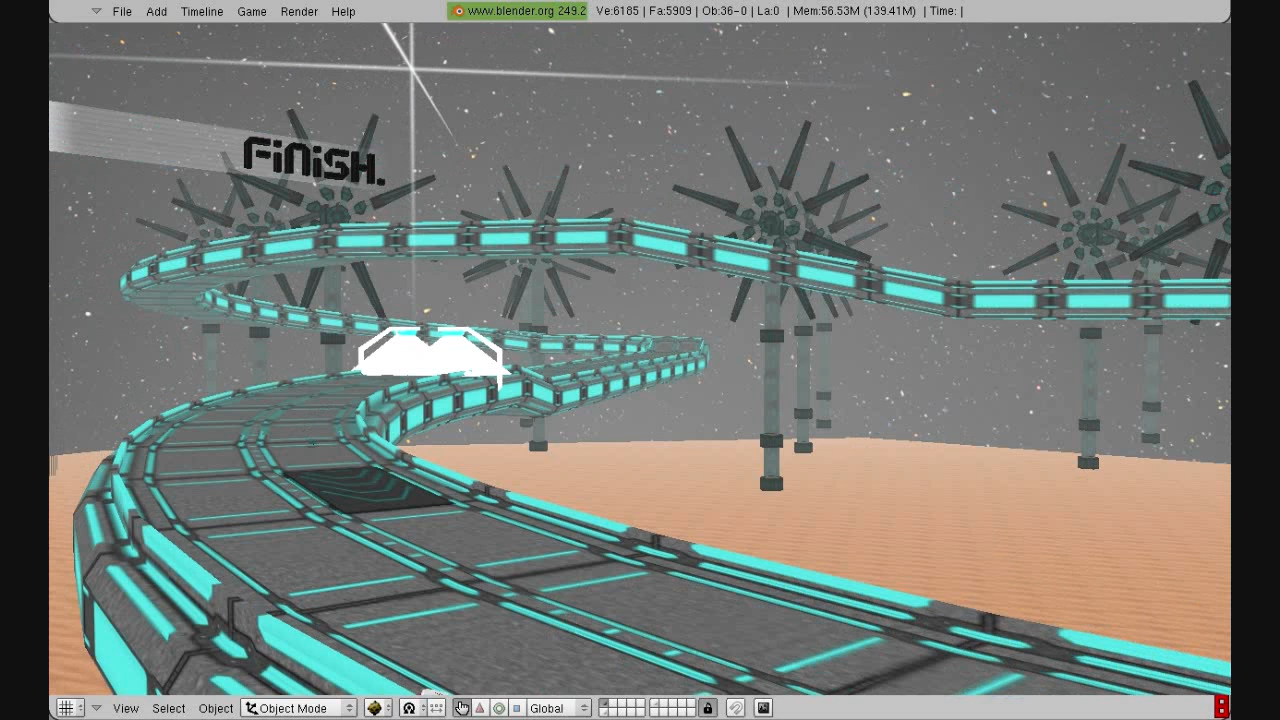 File Add Timeline Game Render Help www.blender.org 249.2 Ve:6185 | Fa:5909 | Ob:36-0 | La:0 | Mem:56.53M (139.41M) | Time: |
FiNiSH.
View Select Object Object Mode Global